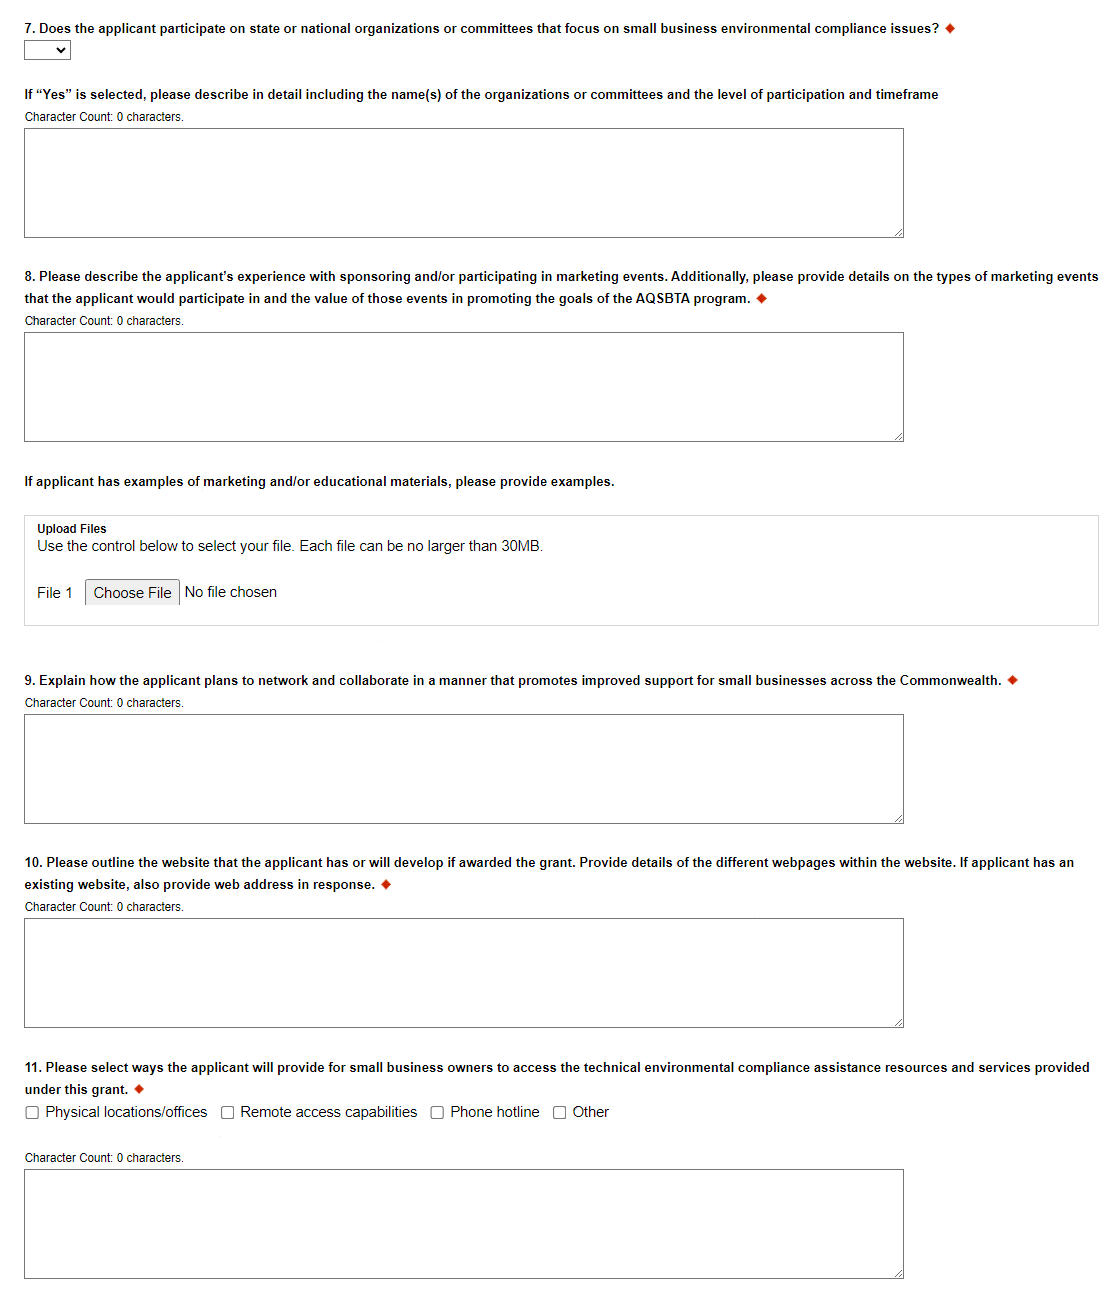 7. Does the applicant participate on state or national organizations or committees that focus on small business environmental compliance issues? ◆
If “Yes” is selected, please describe in detail including the name(s) of the organizations or committees and the level of participation and timeframe
Character Count: 0 characters.
8. Please describe the applicant’s experience with sponsoring and/or participating in marketing events. Additionally, please provide details on the types of marketing events
that the applicant would participate in and the value of those events in promoting the goals of the AQSBTA program. ◆
Character Count: 0 characters.
If applicant has examples of marketing and/or educational materials, please provide examples.
Upload Files
Use the control below to select your file. Each file can be no larger than 30MB.
File 1 Choose File No file chosen
9. Explain how the applicant plans to network and collaborate in a manner that promotes improved support for small businesses across the Commonwealth. ◆
Character Count: 0 characters.
10. Please outline the website that the applicant has or will develop if awarded the grant. Provide details of the different webpages within the website. If applicant has an
existing website, also provide web address in response. ◆
Character Count: 0 characters.
11. Please select ways the applicant will provide for small business owners to access the technical environmental compliance assistance resources and services provided
under this grant. ◆
Physical locations/offices Remote access capabilities Phone hotline Other
Character Count: 0 characters.